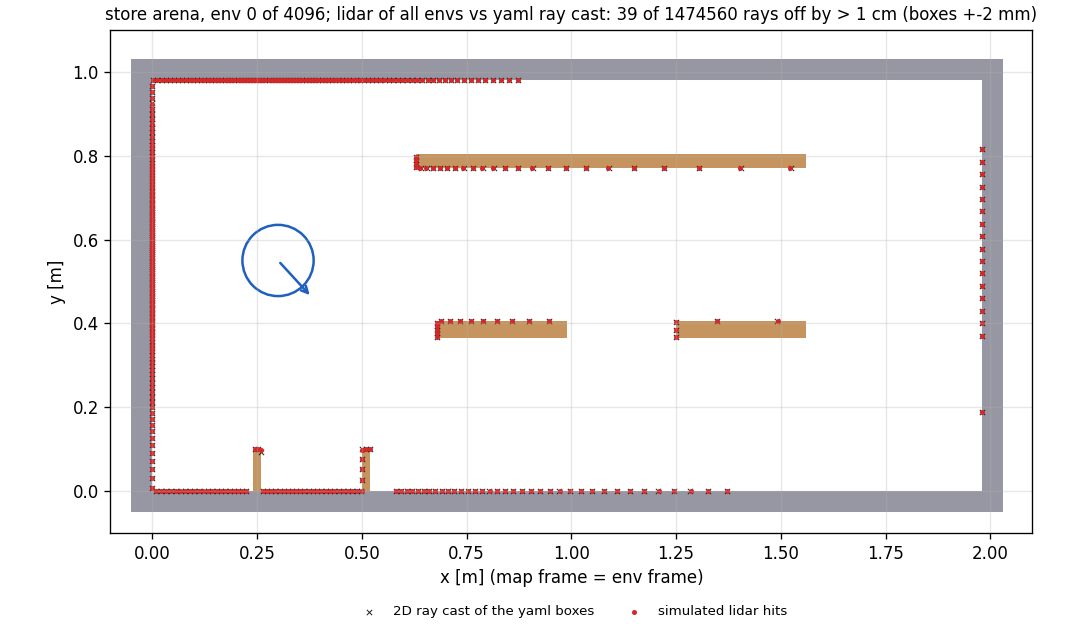 store arena, env 0 of 4096; lidar of all envs vs yaml ray cast: 39 of 1474560 rays off by > 1 cm (boxes +-2 mm)
1.0
0.8
0.6
0.4
0.2
0.0
y [m]
0.00 0.25 0.50 0.75 1.00 1.25 1.50 1.75 2.00
x [m] (map frame = env frame)
2D ray cast of the yaml boxes simulated lidar hits